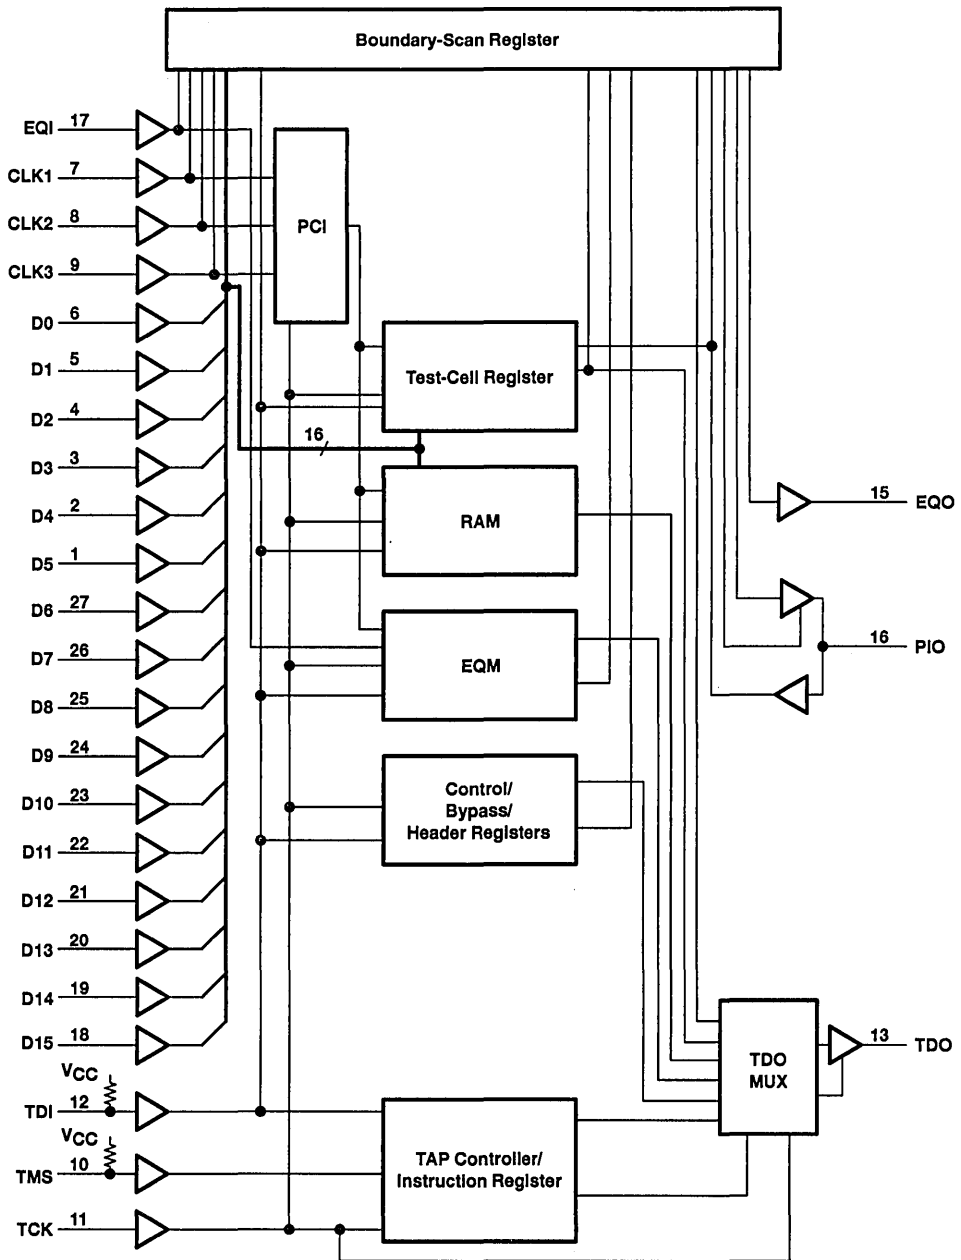 Boundary-Scan Register
EQI 17
CLK1 7
CLK2 8
CLK3 9
PCI
D0 6
D1 5
Test-Cell Register
D2 4
16
D3 3
D4 2
RAM
15 EQO
D5 1
D6 27
16 PIO
D7 26
EQM
D8 25
D9 24
D10 23
Control/
Bypass/
Header Registers
D11 22
D12 21
D13 20
D14 19
D15 18
13 TDO
TDO
MUX
VCC
TDI 12
VCC
TMS 10
TAP Controller/
Instruction Register
TCK 11